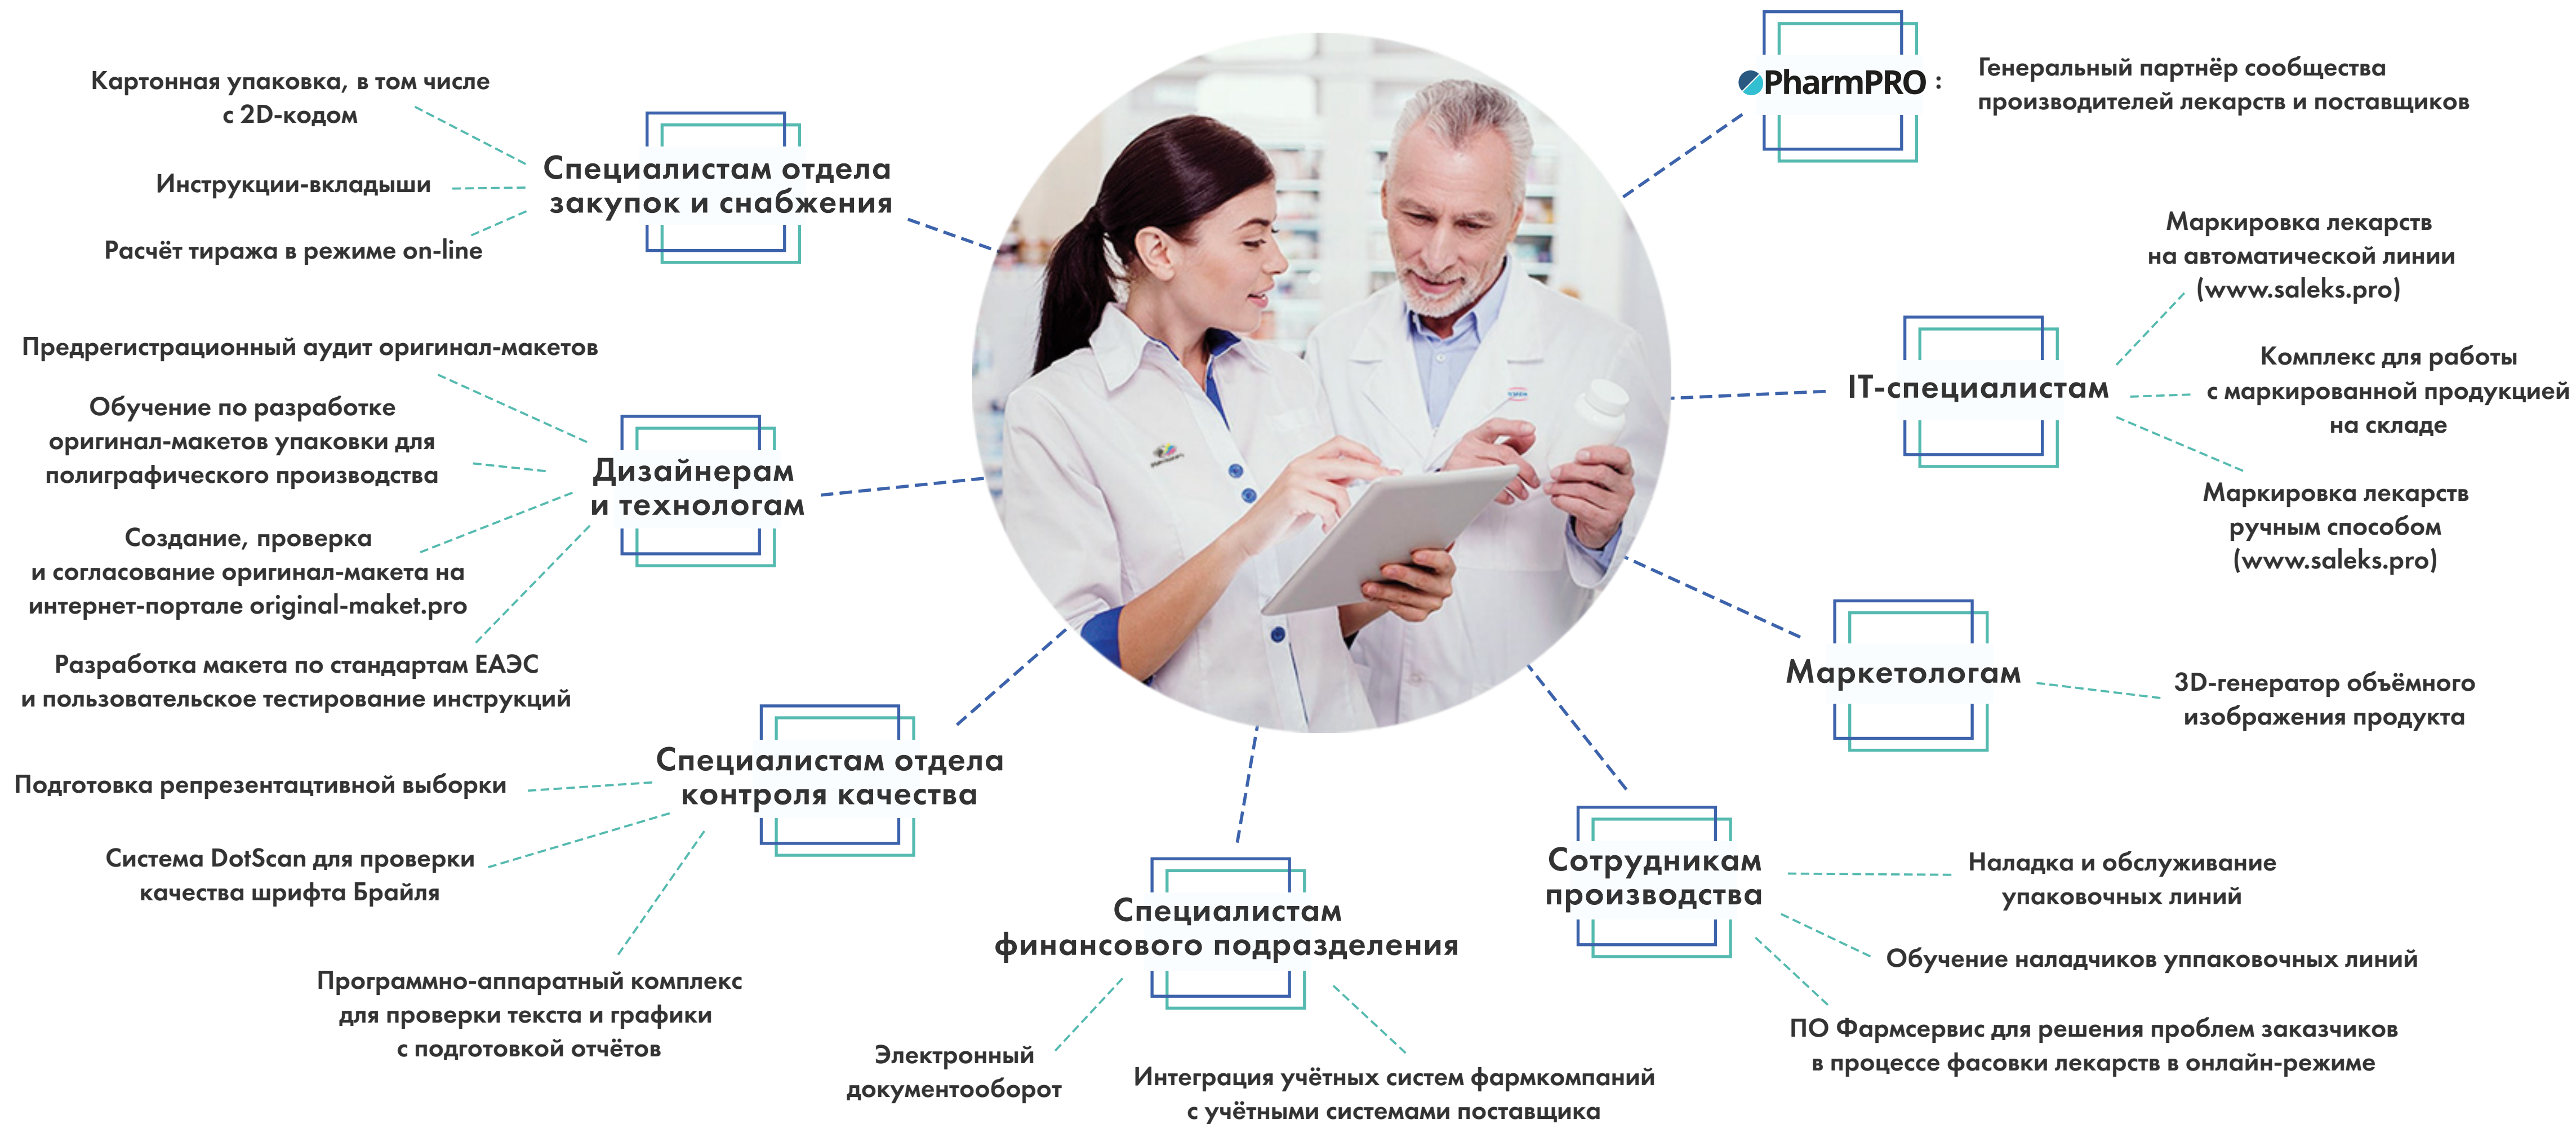 Картонная упаковка, в том числе
с 2D-кодом
Инструкции-вкладыши
Расчёт тиража в режиме on-line
Специалистам отдела
закупок и снабжения
Предрегистрационный аудит оригинал-макетов
Обучение по разработке
оригинал-макетов упаковки для
полиграфического производства
Создание, проверка
и согласование оригинал-макета на
интернет-портале original-maket.pro
Разработка макета по стандартам ЕАЭС
и пользовательское тестирование инструкций
Дизайнерам
и технологам
Подготовка репрезентацтивной выборки
Система DotScan для проверки
качества шрифта Брайля
Программно-аппаратный комплекс
для проверки текста и графики
с подготовкой отчётов
Специалистам отдела
контроля качества
Специалистам
финансового подразделения
Электронный
документооборот
Интеграция учётных систем фармкомпаний
с учётными системами поставщика
PharmPRO :
Генеральный партнёр сообщества
производителей лекарств и поставщиков
IT-специалистам
Маркировка лекарств
на автоматической линии
(www.saleks.pro)
Комплекс для работы
с маркированной продукцией
на складе
Маркировка лекарств
ручным способом
(www.saleks.pro)
Маркетологам
3D-генератор объёмного
изображения продукта
Сотрудникам
производства
Наладка и обслуживание
упаковочных линий
Обучение наладчиков уппаковочных линий
ПО Фармсервис для решения проблем заказчиков
в процессе фасовки лекарств в онлайн-режиме